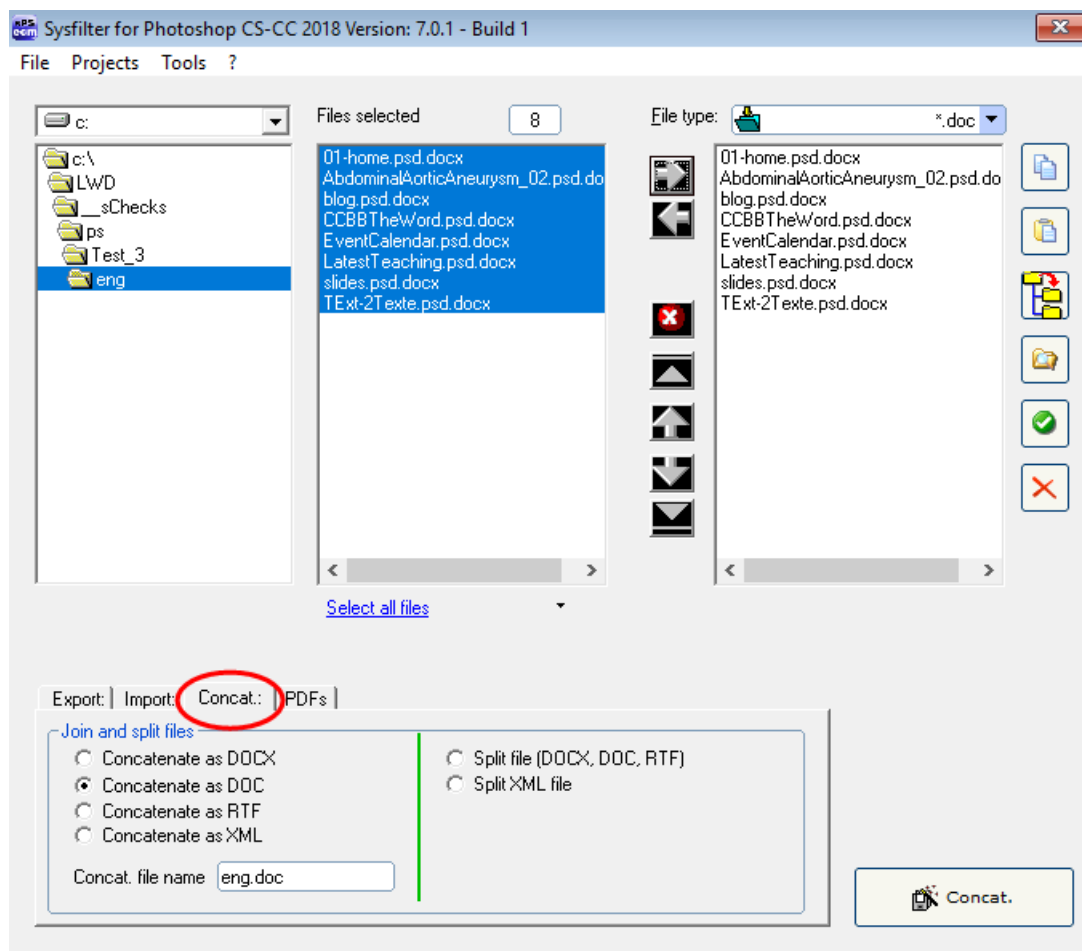 Sysfilter for Photoshop CS-CC 2018 Version: 7.0.1 - Build 1
File Projects Tools ?
c:
Files selected 8
File type: *.doc
c:\
LWD
__sChecks
ps
Test_3
eng
01-home.psd.docx
AbdominalAorticAneurysm_02.psd.do
blog.psd.docx
CCBBTheWord.psd.docx
EventCalendar.psd.docx
LatestTeaching.psd.docx
slides.psd.docx
TExt-2Texte.psd.docx
01-home.psd.docx
AbdominalAorticAneurysm_02.psd.do
blog.psd.docx
CCBBTheWord.psd.docx
EventCalendar.psd.docx
LatestTeaching.psd.docx
slides.psd.docx
TExt-2Texte.psd.docx
Select all files
Export: Import: Concat.: PDFs
Join and split files
Concatenate as DOCX
Concatenate as DOC
Concatenate as RTF
Concatenate as XML
Split file (DOCX, DOC, RTF)
Split XML file
Concat. file name eng.doc
Concat.